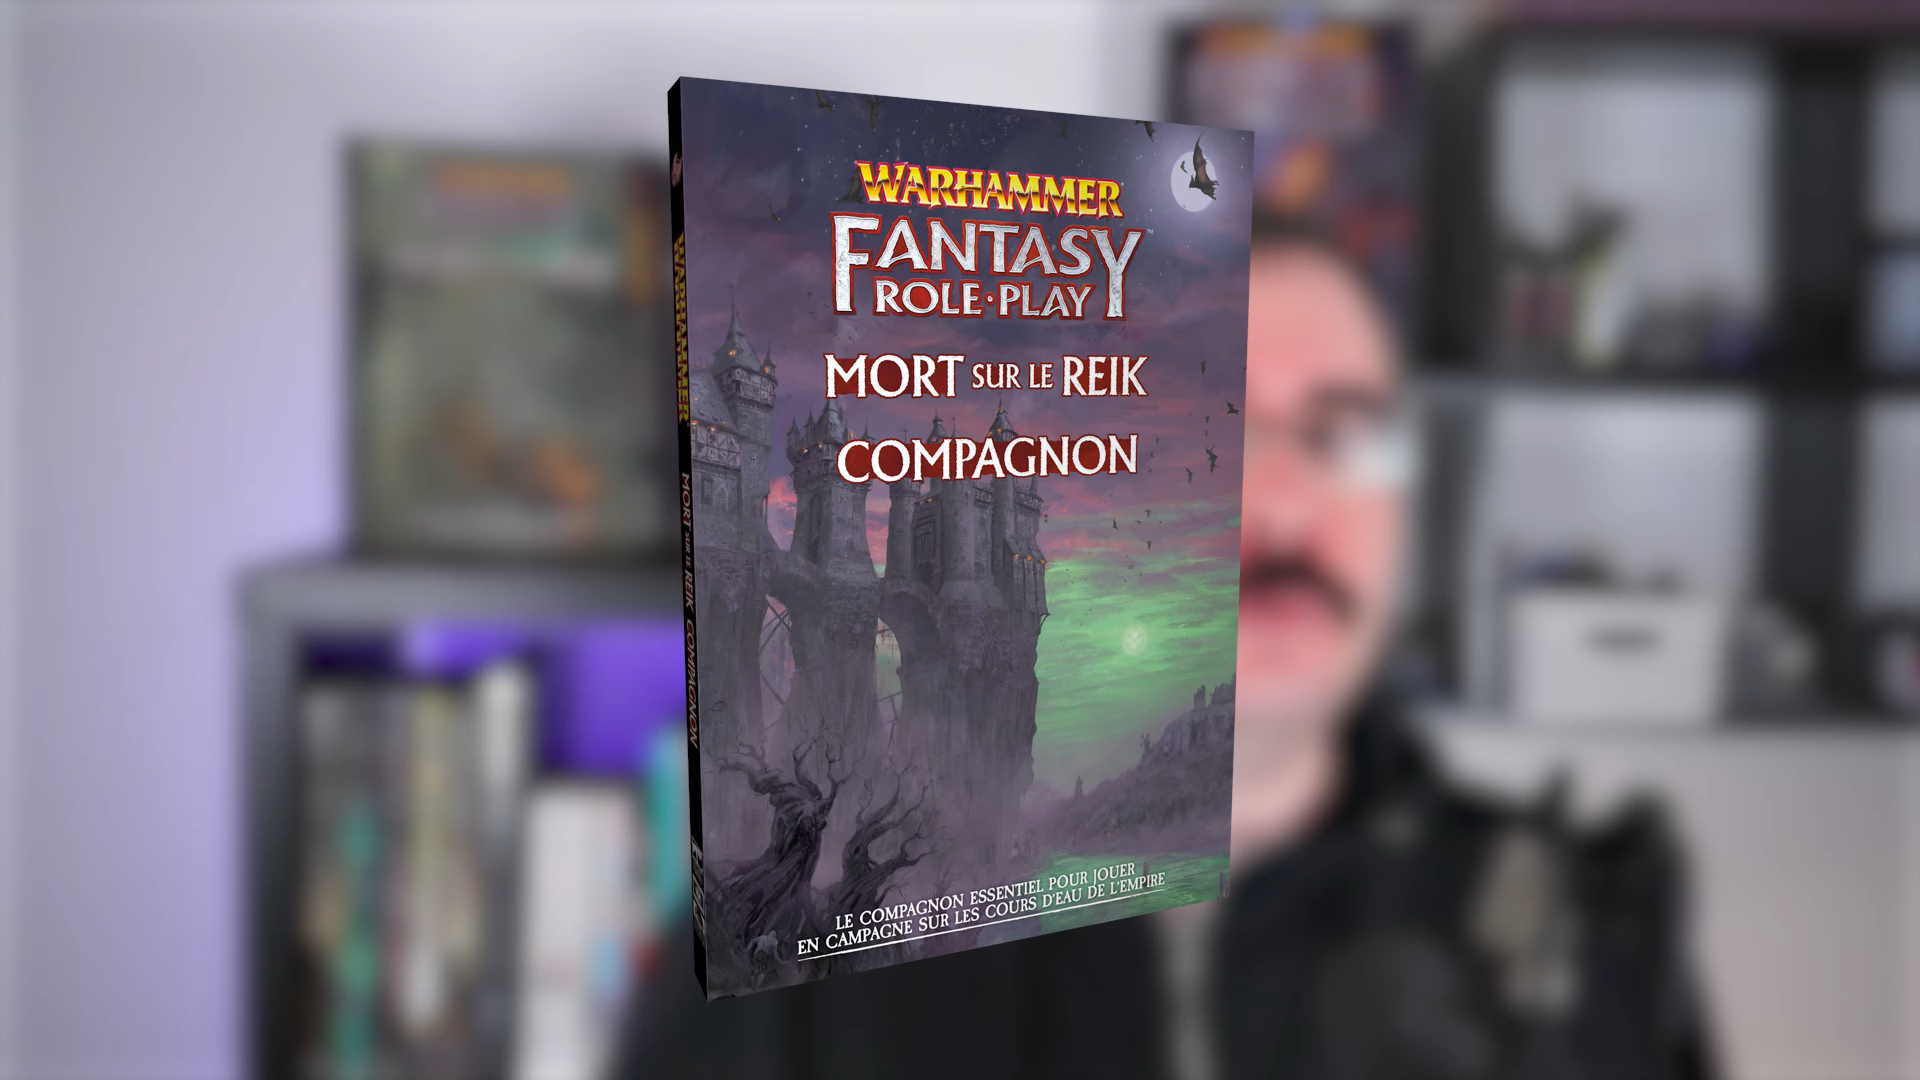 WARHAMMER
FANTASY
ROLE·PLAY
MORT SUR LE REIK
COMPAGNON
LE COMPAGNON ESSENTIEL POUR JOUER
EN CAMPAGNE SUR LES COURS D'EAU DE L'EMPIRE
WARHAMMER
MORT SUR LE REIK COMPAGNON